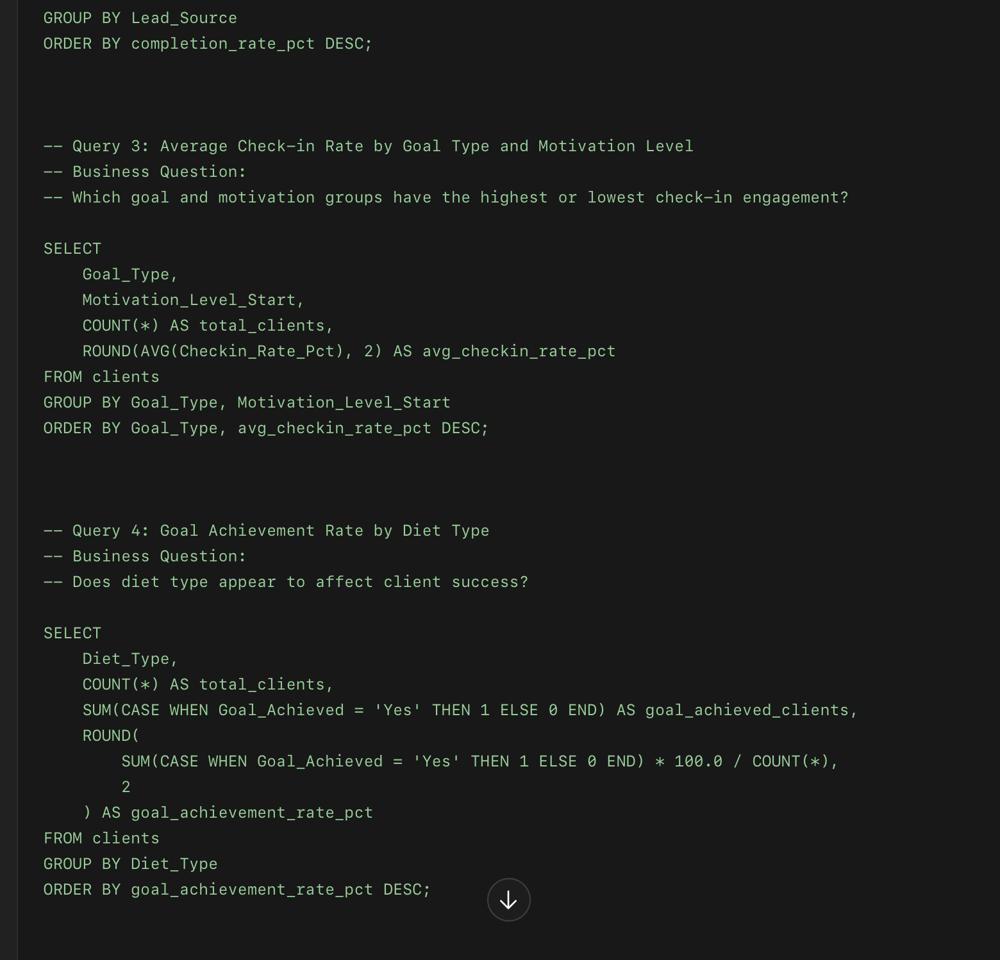 GROUP BY Lead_Source
ORDER BY completion_rate_pct DESC;
-- Query 3: Average Check-in Rate by Goal Type and Motivation Level
-- Business Question:
-- Which goal and motivation groups have the highest or lowest check-in engagement?
SELECT
    Goal_Type,
    Motivation_Level_Start,
    COUNT(*) AS total_clients,
    ROUND(AVG(Checkin_Rate_Pct), 2) AS avg_checkin_rate_pct
FROM clients
GROUP BY Goal_Type, Motivation_Level_Start
ORDER BY Goal_Type, avg_checkin_rate_pct DESC;
-- Query 4: Goal Achievement Rate by Diet Type
-- Business Question:
-- Does diet type appear to affect client success?
SELECT
    Diet_Type,
    COUNT(*) AS total_clients,
    SUM(CASE WHEN Goal_Achieved = 'Yes' THEN 1 ELSE 0 END) AS goal_achieved_clients,
    ROUND(
        SUM(CASE WHEN Goal_Achieved = 'Yes' THEN 1 ELSE 0 END) * 100.0 / COUNT(*),
        2
    ) AS goal_achievement_rate_pct
FROM clients
GROUP BY Diet_Type
ORDER BY goal_achievement_rate_pct DESC;